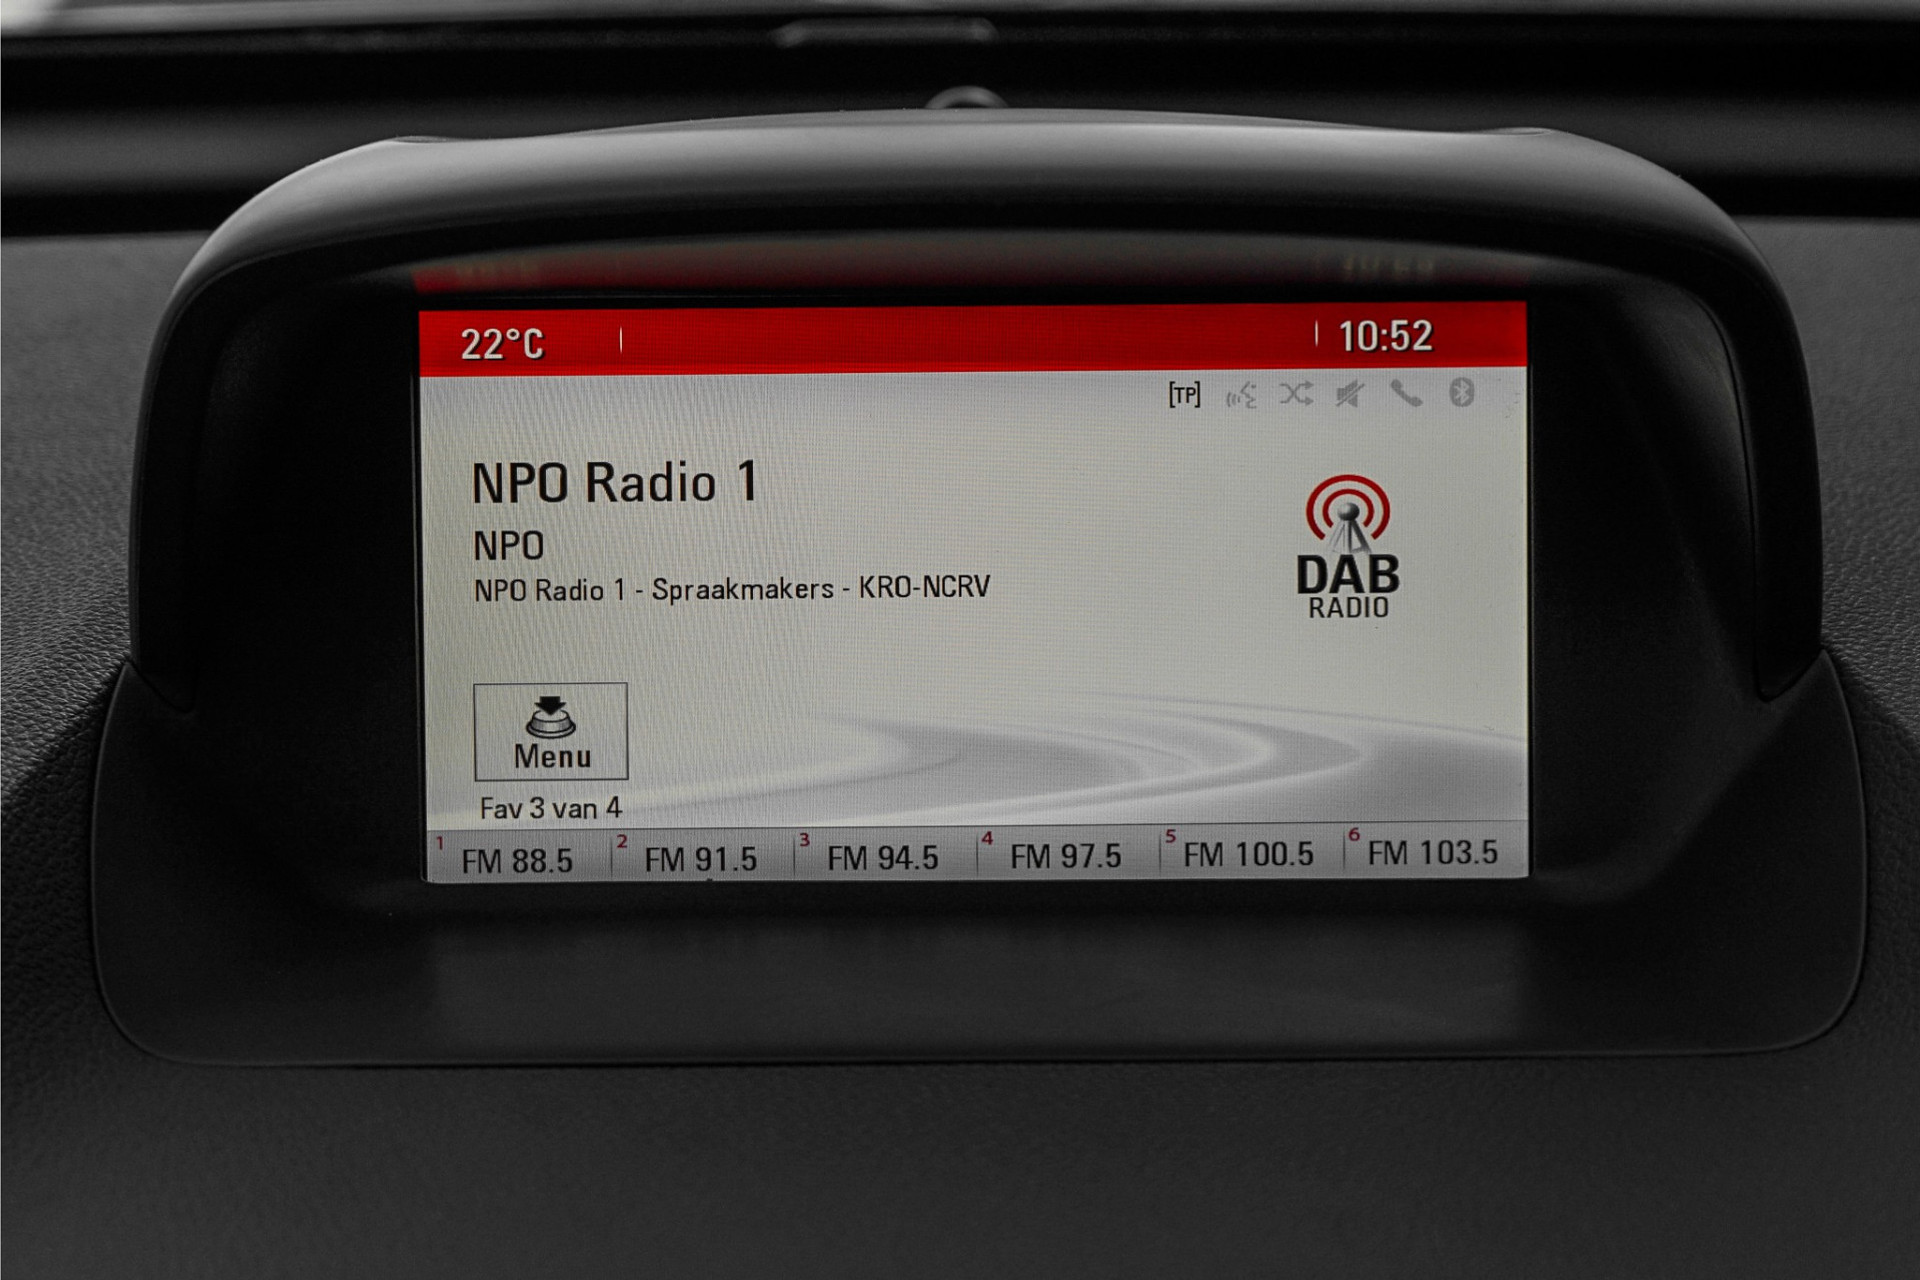 22°C 10:52
[TP]
NPO Radio 1
NPO
NPO Radio 1 - Spraakmakers - KRO-NCRV
DAB
RADIO
Menu
Fav 3 van 4
1 FM 88.5 2 FM 91.5 3 FM 94.5 4 FM 97.5 5 FM 100.5 6 FM 103.5